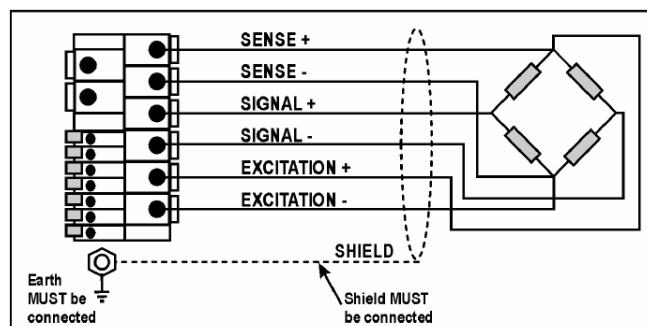 SENSE +
SENSE -
SIGNAL +
SIGNAL -
EXCITATION +
EXCITATION -
SHIELD
Earth
MUST be
connected
Shield MUST
be connected